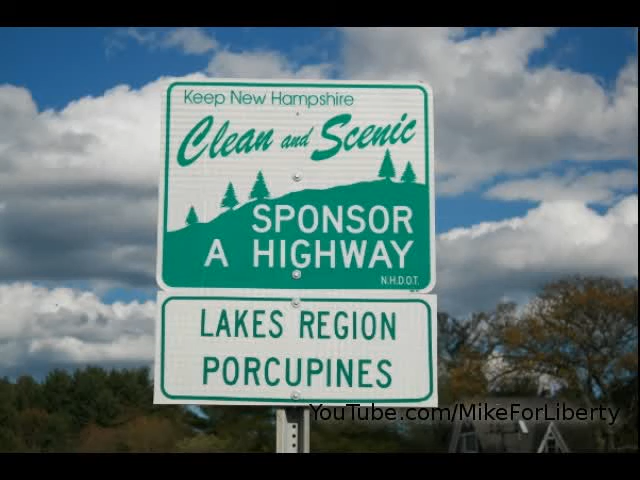 Keep New Hampshire
Clean and Scenic
SPONSOR
A HIGHWAY
N.H.D.O.T.
LAKES REGION
PORCUPINES
YouTube.com/MikeForLiberty